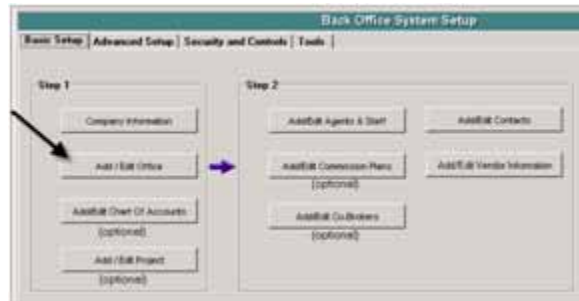 Back Office System Setup
Basic Setup Advanced Setup Security and Controls Tools
Step 1
Company Information
Add / Edit Office
Add/Edit Chart Of Accounts
(optional)
Add / Edit Project
(optional)
Step 2
Add/Edit Agents & Staff
Add/Edit Contacts
Add/Edit Commission Plans
(optional)
Add/Edit Vendor Information
Add/Edit Co-Brokers
(optional)